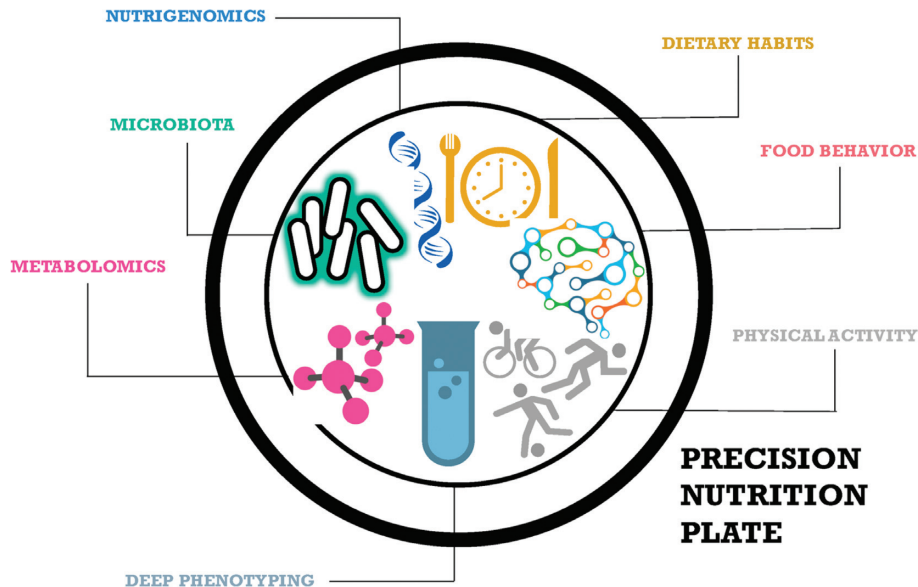 NUTRIGENOMICS
DIETARY HABITS
MICROBIOTA
FOOD BEHAVIOR
METABOLOMICS
PHYSICAL ACTIVITY
PRECISION
NUTRITION
PLATE
DEEP PHENOTYPING